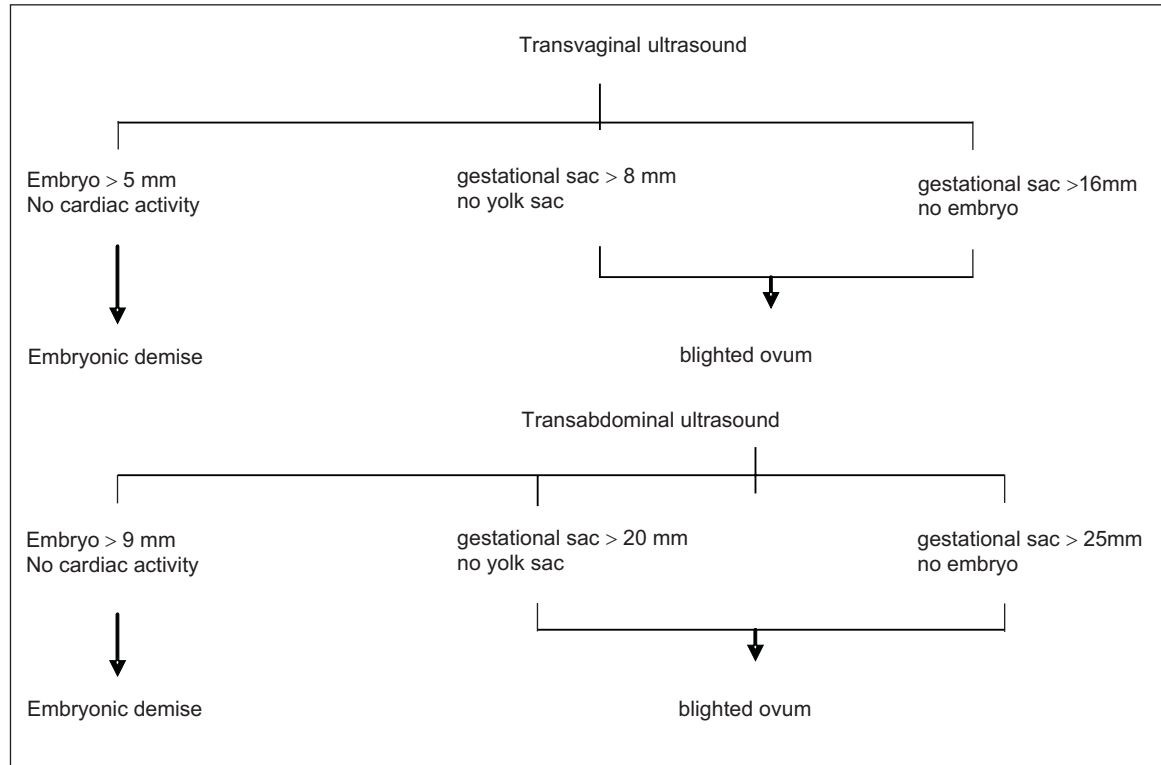 Transvaginal ultrasound
Embryo > 5 mm
No cardiac activity
gestational sac > 8 mm
no yolk sac
gestational sac >16mm
no embryo
Embryonic demise
blighted ovum
Transabdominal ultrasound
Embryo > 9 mm
No cardiac activity
gestational sac > 20 mm
no yolk sac
gestational sac > 25mm
no embryo
Embryonic demise
blighted ovum